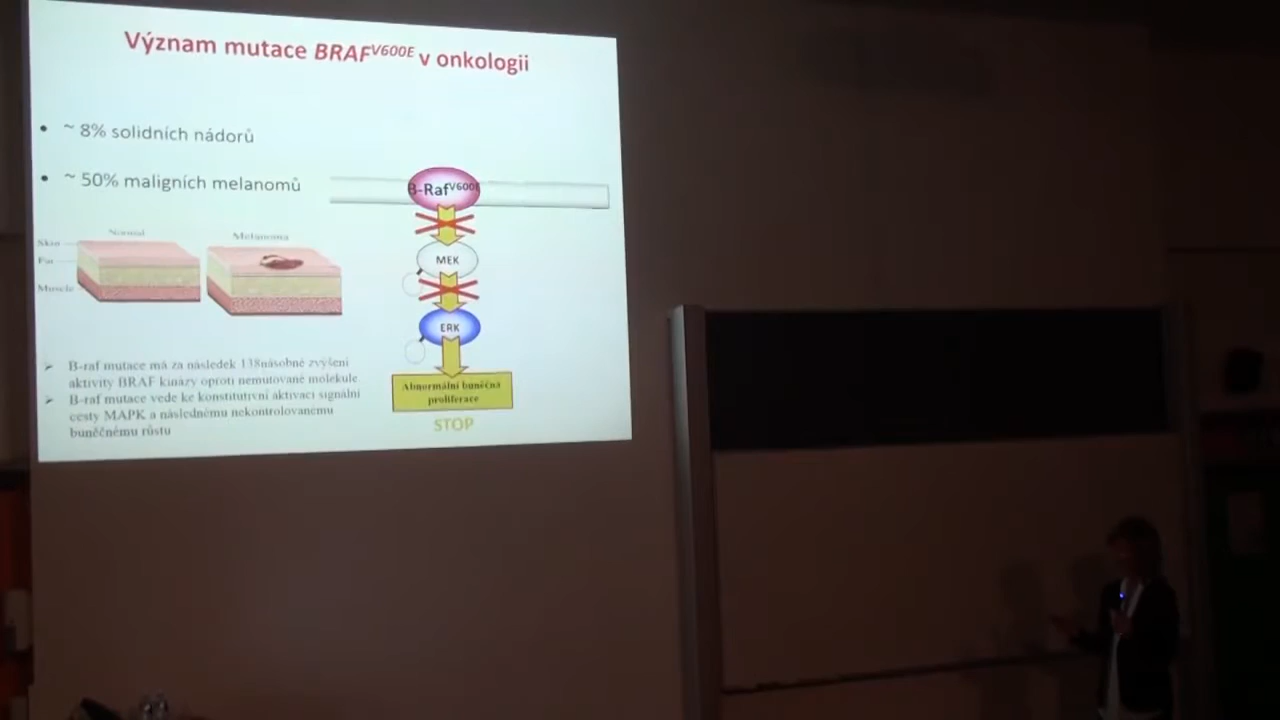 Význam mutace BRAFV600E v onkologii
• ~ 8% solidních nádorů
• ~ 50% maligních melanomů
B-RafV600E
MEK
ERK
Abnormální buněčná
proliferace
STOP
Normal
Melanoma
Skin
Fat
Muscle
➢ B-raf mutace má za následek 138násobné zvýšení
aktivity BRAF kinázy oproti nemutované molekule
➢ B-raf mutace vede ke konstitutivní aktivaci signální
cesty MAPK a následnému nekontrolovanému
buněčnému růstu